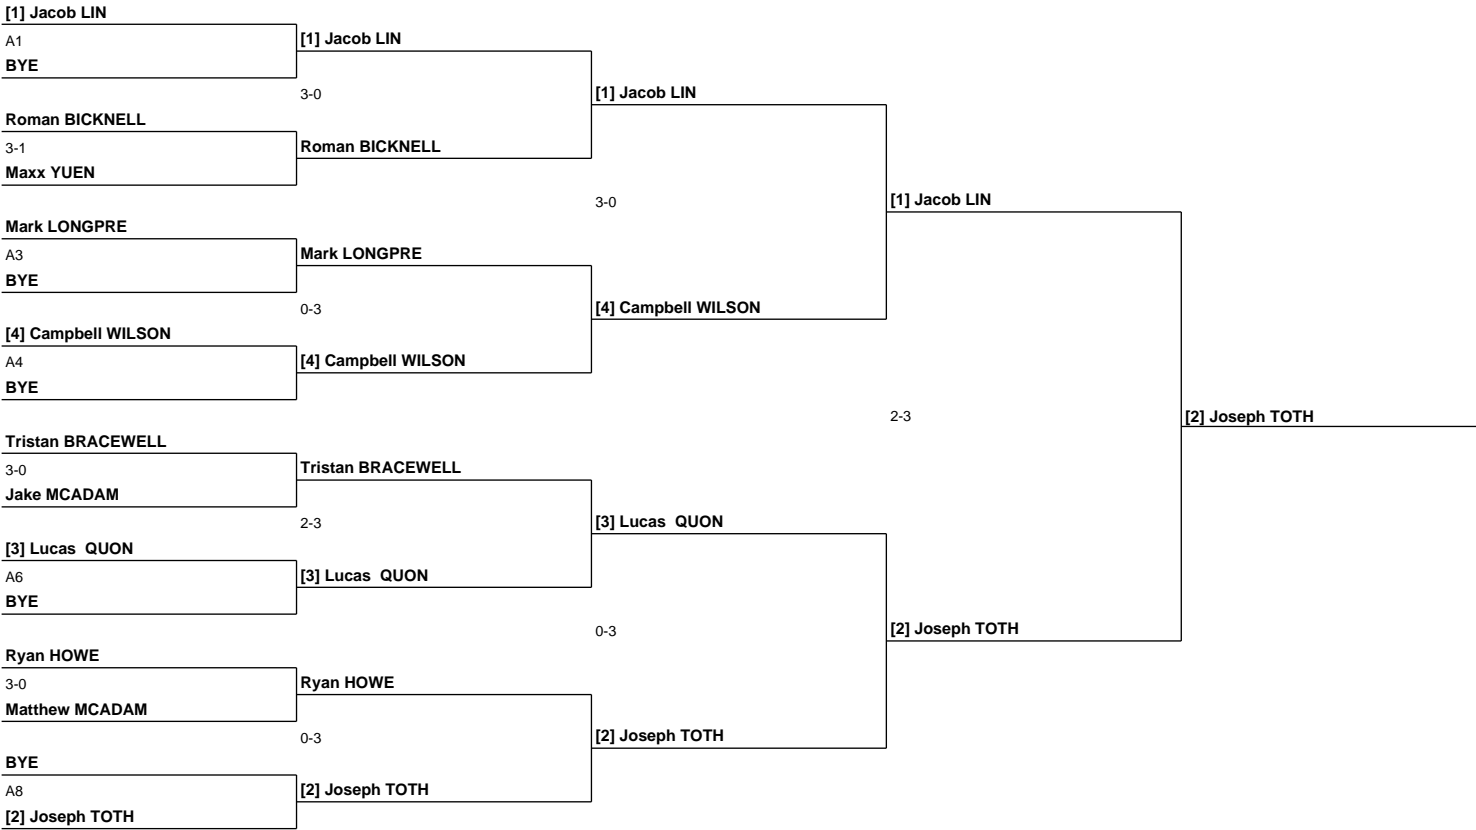 [1] Jacob LIN
A1
BYE
Roman BICKNELL
3-1
Maxx YUEN
Mark LONGPRE
A3
BYE
[4] Campbell WILSON
A4
BYE
Tristan BRACEWELL
3-0
Jake MCADAM
[3] Lucas  QUON
A6
BYE
Ryan HOWE
3-0
Matthew MCADAM
BYE
A8
[2] Joseph TOTH
[1] Jacob LIN
3-0
Roman BICKNELL
Mark LONGPRE
0-3
[4] Campbell WILSON
Tristan BRACEWELL
2-3
[3] Lucas  QUON
Ryan HOWE
0-3
[2] Joseph TOTH
[1] Jacob LIN
3-0
[4] Campbell WILSON
[3] Lucas  QUON
0-3
[2] Joseph TOTH
[1] Jacob LIN
2-3
[2] Joseph TOTH
[2] Joseph TOTH